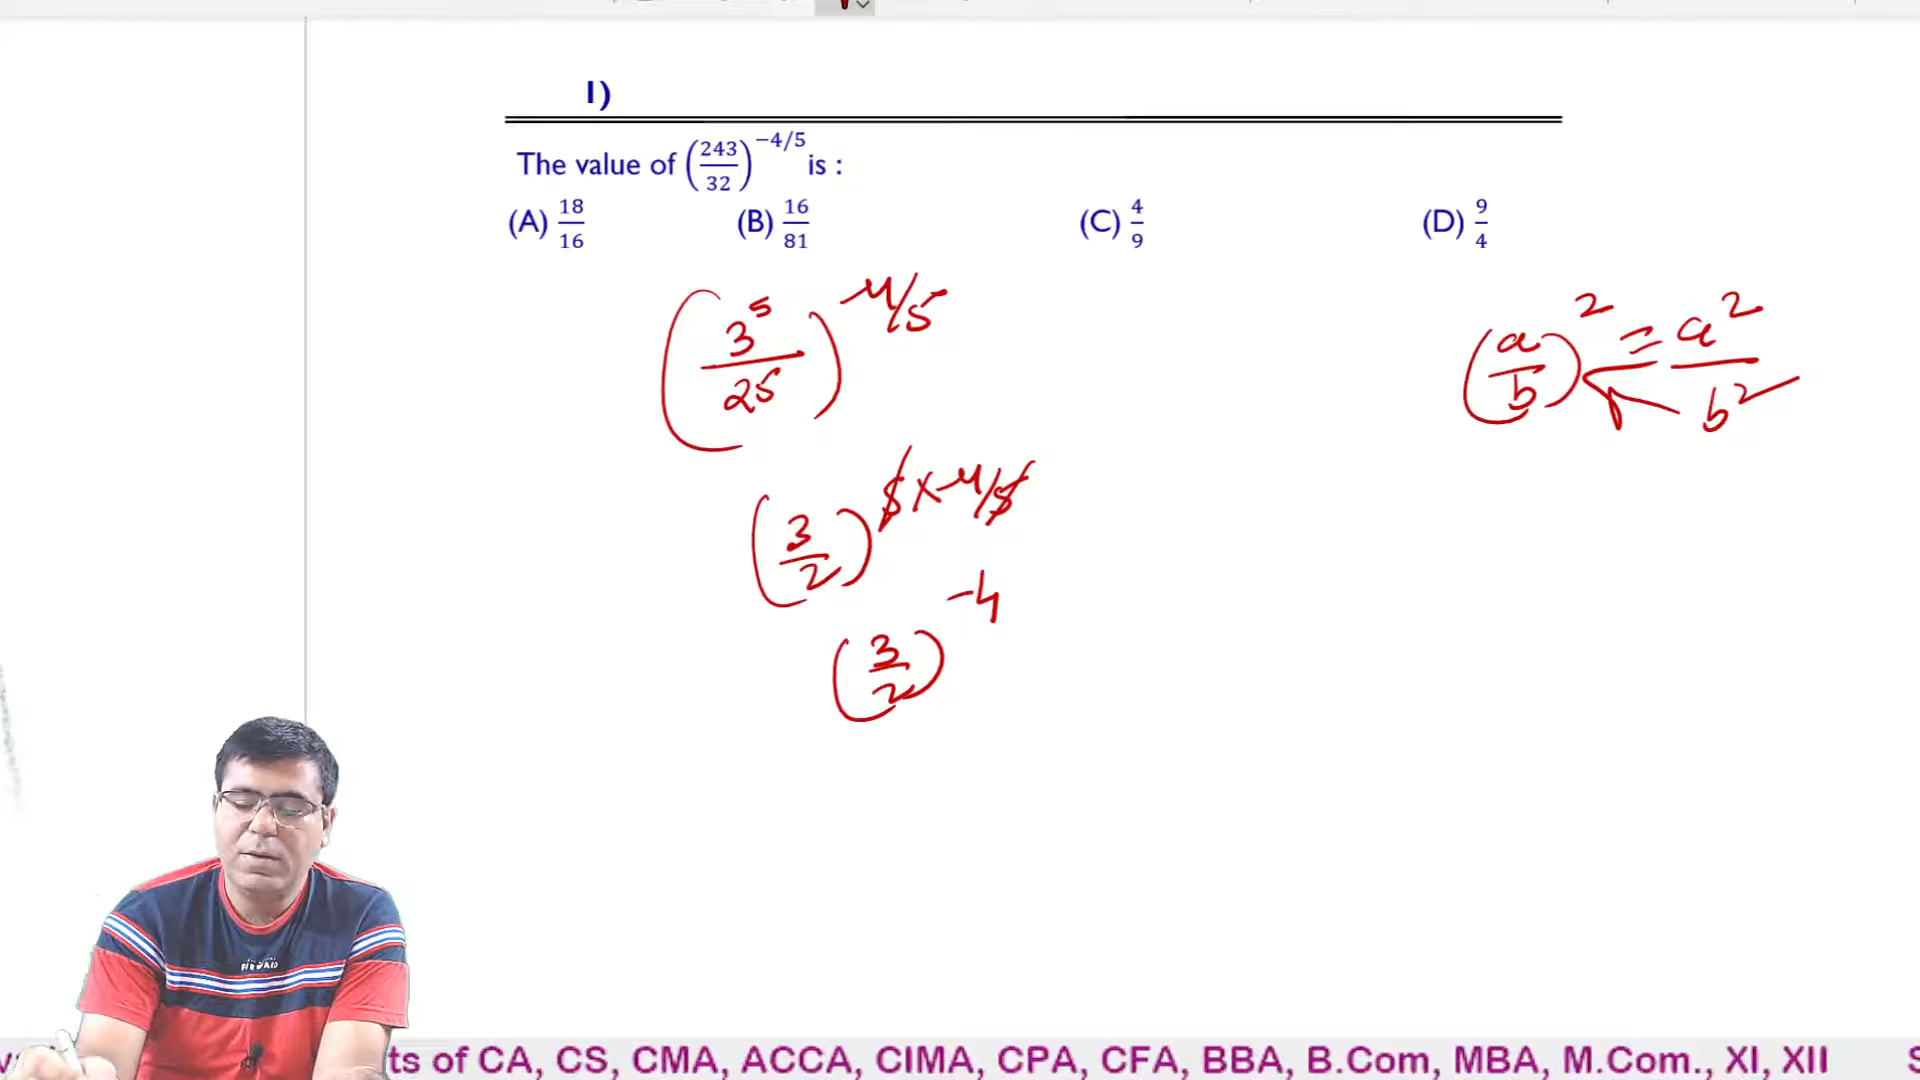 1)
The value of (243/32)^−4/5 is :
(A) 18/16 (B) 16/81 (C) 4/9 (D) 9/4
(3^5/2^5)^-4/5
(a/b)^2 = a^2/b^2
(3/2)^5×-4/5
(3/2)^-4
ts of CA, CS, CMA, ACCA, CIMA, CPA, CFA, BBA, B.Com, MBA, M.Com., XI, XII